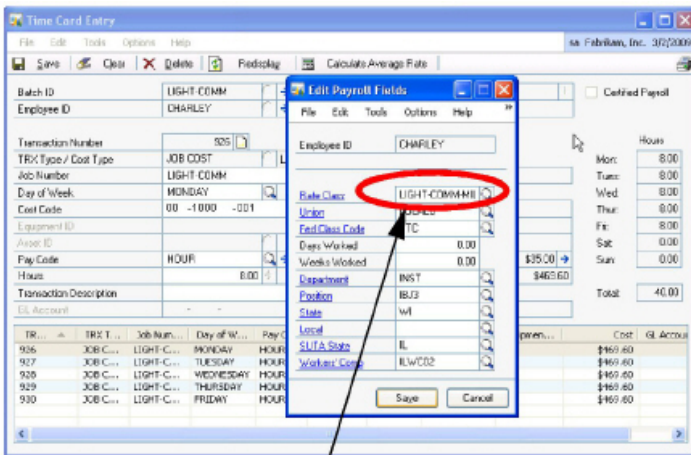 Time Card Entry
File Edit Tools Options Help
sa Fabrikam, Inc. 3/2/2009
Save Clear Delete Redisplay Calculate Average Rate
Batch ID LIGHT-COMM
Certified Payroll
Employee ID CHARLEY
Transaction Number 926
Hours
TRX Type / Cost Type JOB COST
Mon: 8.00
Job Number LIGHT-COMM
Tues: 8.00
Day of Week MONDAY
Wed: 8.00
Cost Code 00 -1000 -001
Thur: 8.00
Equipment ID
Fri: 8.00
Asset ID
Sat: 0.00
Pay Code HOUR
$35.00
Sun: 0.00
Hours 8.00
$469.60
Transaction Description
Total: 40.00
GL Account - -
Edit Payroll Fields
File Edit Tools Options Help »
Employee ID CHARLEY
Rate Class LIGHT-COMM-MIL
Union
Fed Class Code
Days Worked 0.00
Weeks Worked 0.00
Department INST
Position IBJ3
State WI
Local
SUTA State IL
Workers' Comp ILWC02
Save Cancel
TR... TRX T... Job Num... Day of W... Pay C
Cost GL Accou
926 JOB C... LIGHT-C... MONDAY HOUR $469.60
927 JOB C... LIGHT-C... TUESDAY HOUR $469.60
928 JOB C... LIGHT-C... WEDNESDAY HOUR $469.60
929 JOB C... LIGHT-C... THURSDAY HOUR $469.60
930 JOB C... LIGHT-C... FRIDAY HOUR $469.60